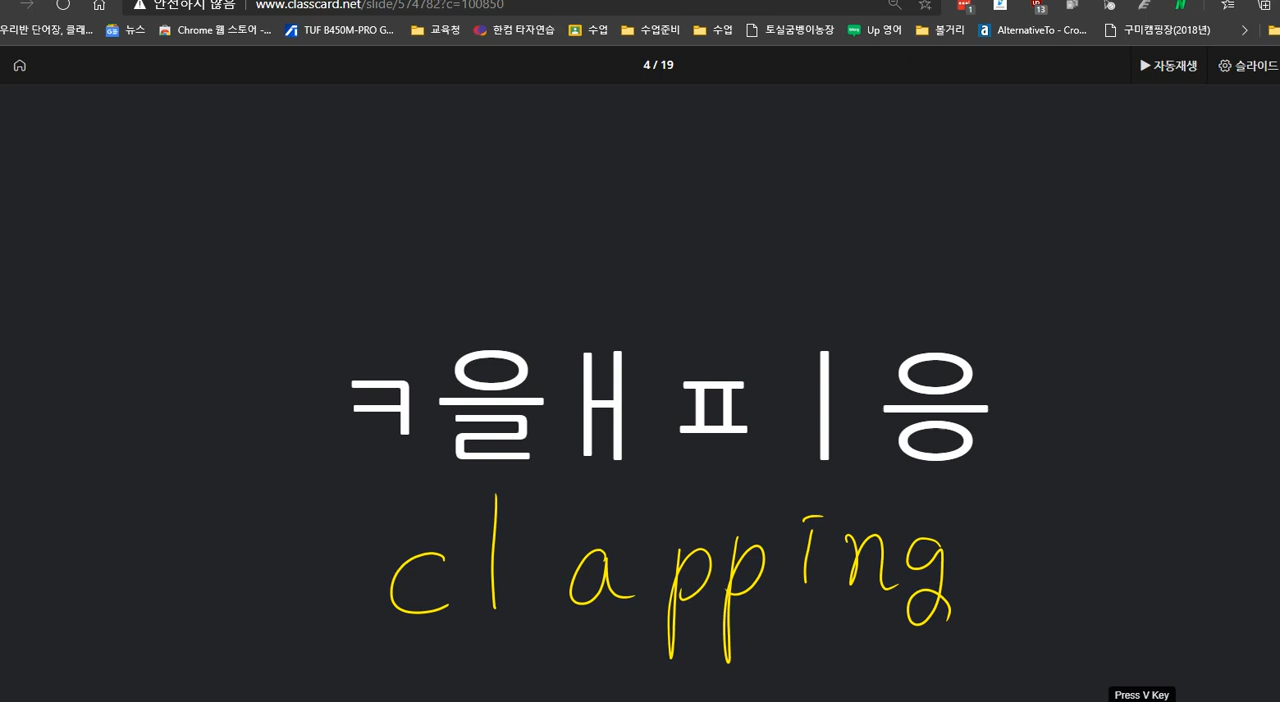 안전하지 않음 | www.classcard.net/slide/574782?c=100850
우리반 단어장, 클래... 뉴스 Chrome 웹 스토어 -... TUF B450M-PRO G... 교육청 한컴 타자연습 수업 수업준비 수업 토실굼벵이농장 Up 영어 볼거리 AlternativeTo - Cro... 구미캠핑장(2018년)
4 / 19 자동재생 슬라이드
ㅋ을ㅐㅍㅣ응
clapping
Press V Key